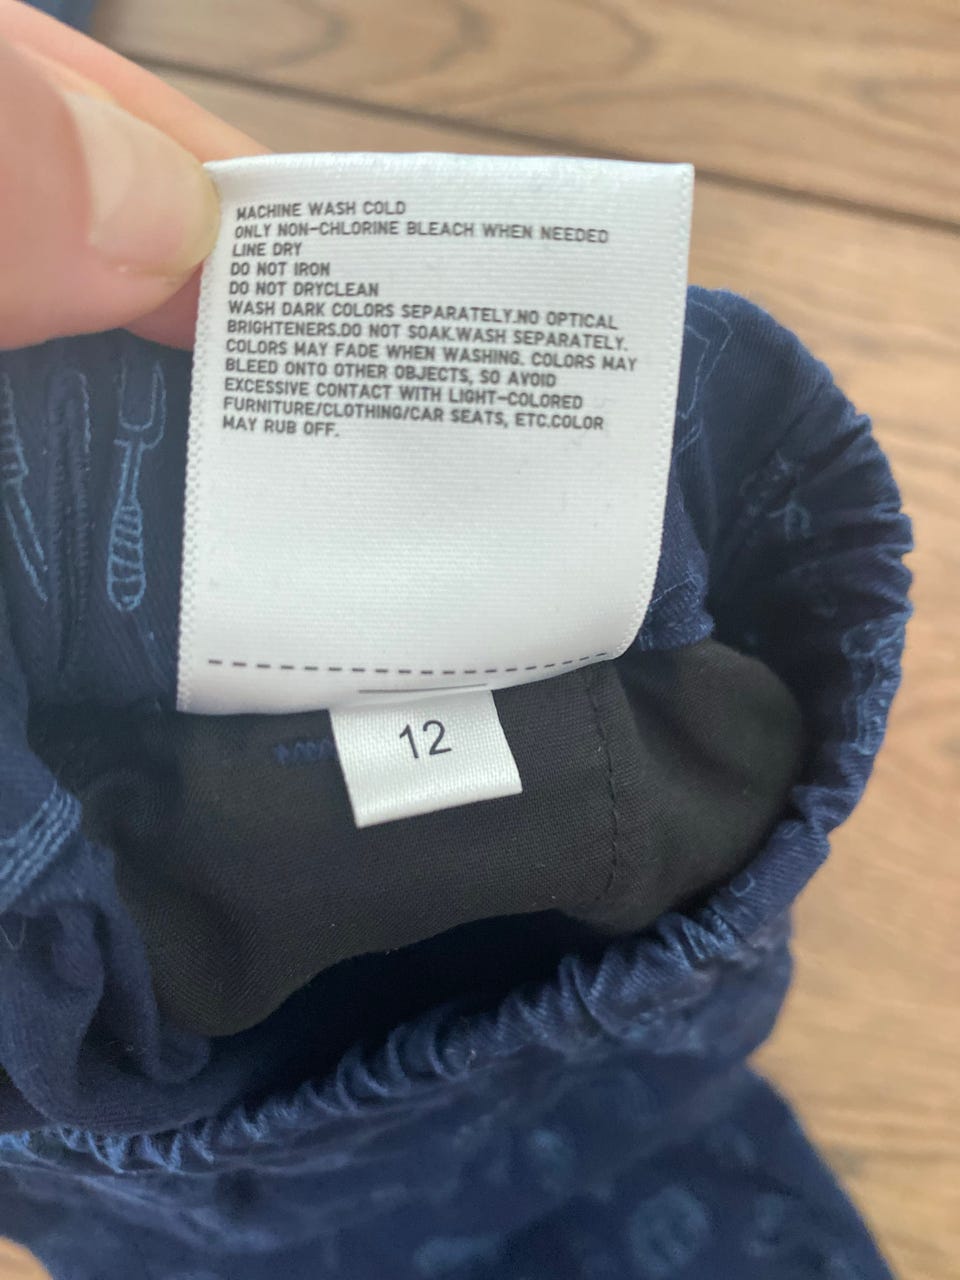 MACHINE WASH COLD
ONLY NON-CHLORINE BLEACH WHEN NEEDED
LINE DRY
DO NOT IRON
DO NOT DRYCLEAN
WASH DARK COLORS SEPARATELY.NO OPTICAL
BRIGHTENERS.DO NOT SOAK.WASH SEPARATELY.
COLORS MAY FADE WHEN WASHING. COLORS MAY
BLEED ONTO OTHER OBJECTS, SO AVOID
EXCESSIVE CONTACT WITH LIGHT-COLORED
FURNITURE/CLOTHING/CAR SEATS, ETC.COLOR
MAY RUB OFF.
12